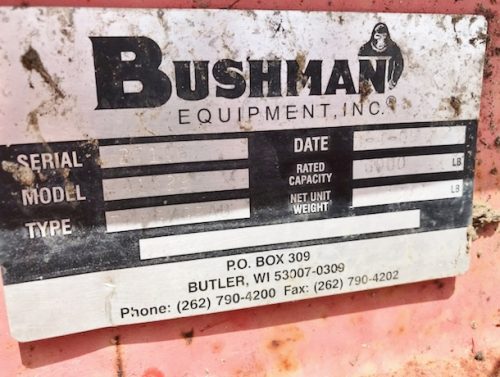 BUSHMAN
EQUIPMENT, INC.
SERIAL
DATE
MODEL
RATED CAPACITY LB
TYPE
NET UNIT WEIGHT LB
P.O. BOX 309
BUTLER, WI 53007-0309
Phone: (262) 790-4200 Fax: (262) 790-4202